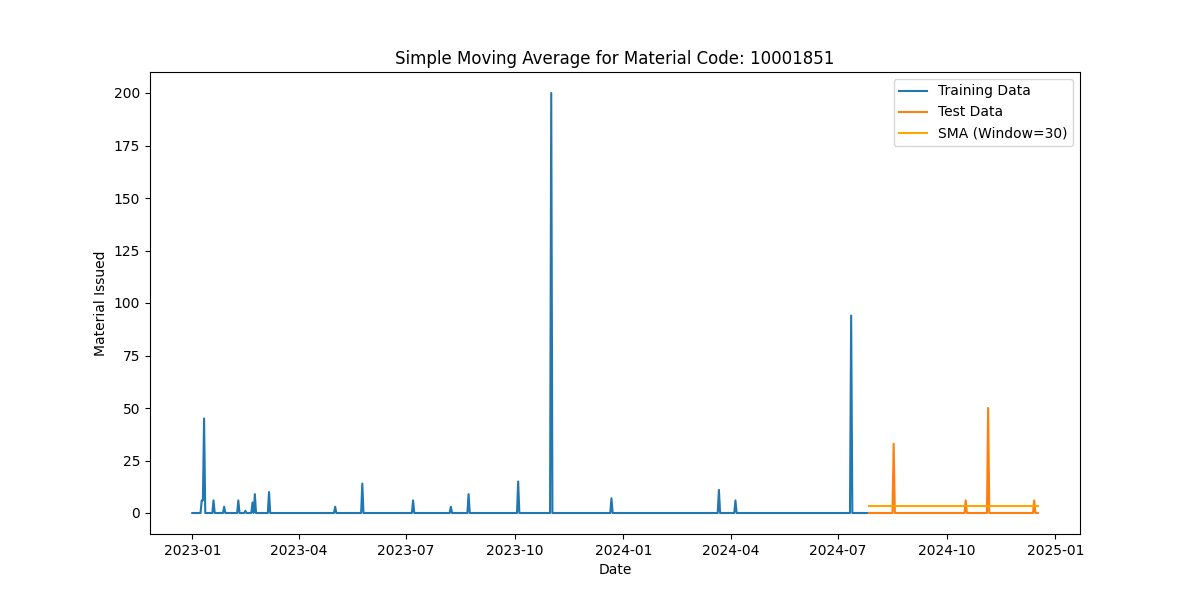 Simple Moving Average for Material Code: 10001851
Training Data
Test Data
SMA (Window=30)
Material Issued
200
175
150
125
100
75
50
25
0
2023-01 2023-04 2023-07 2023-10 2024-01 2024-04 2024-07 2024-10 2025-01
Date